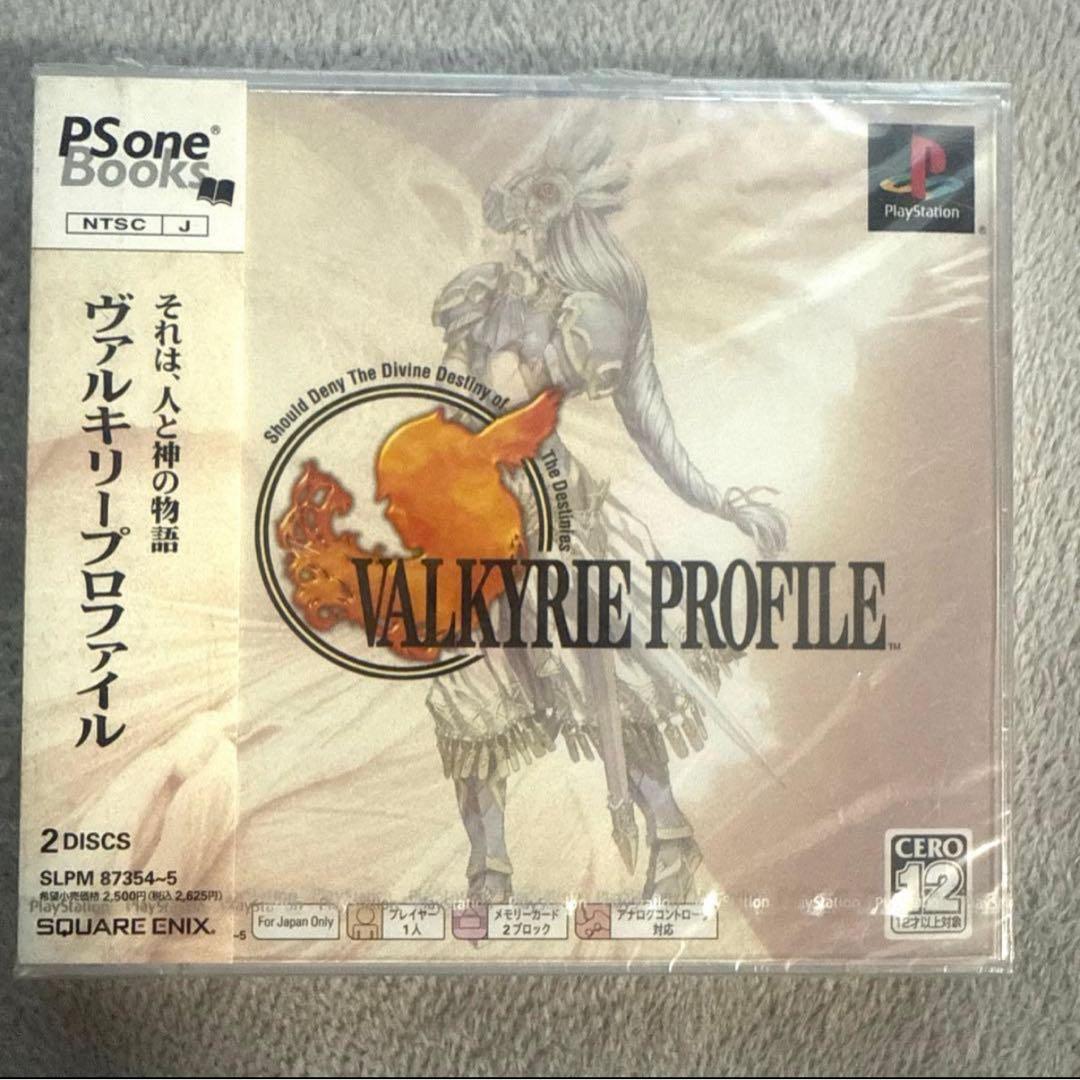 PS one®
Books
NTSC J
それは、人と神の物語
ヴァルキリープロファイル
2 DISCS
SLPM 87354~5
希望小売価格 2,500円(税込 2,625円)
SQUARE ENIX.
PlayStation
Should Deny The Divine Destiny of The Destinies
VALKYRIE PROFILE™
For Japan Only
プレイヤー
1人
メモリーカード
2ブロック
アナログコントローラ
対応
CERO
12
12才以上対象
PlayStation